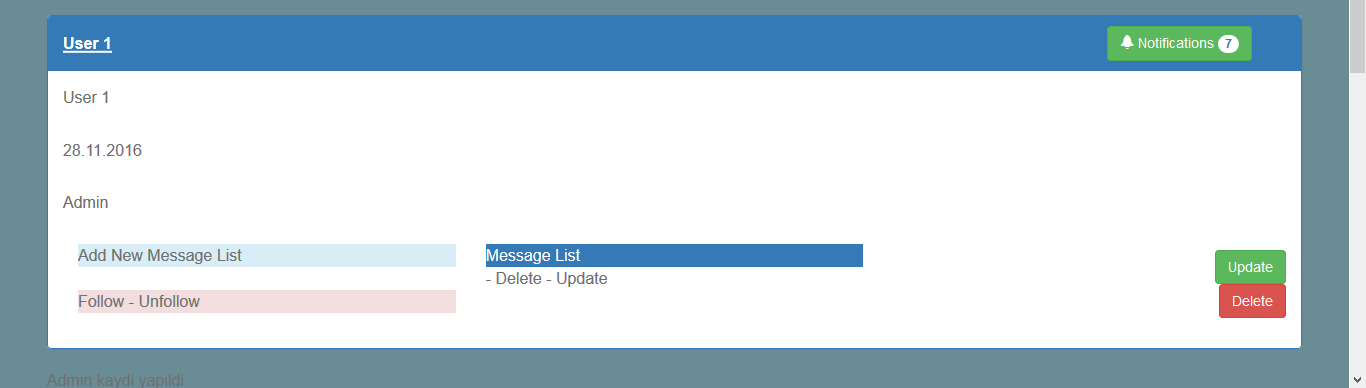 User 1
Notifications 7
User 1
28.11.2016
Admin
Add New Message List
Message List
- Delete - Update
Follow - Unfollow
Update
Delete
Admin kaydi yapildi